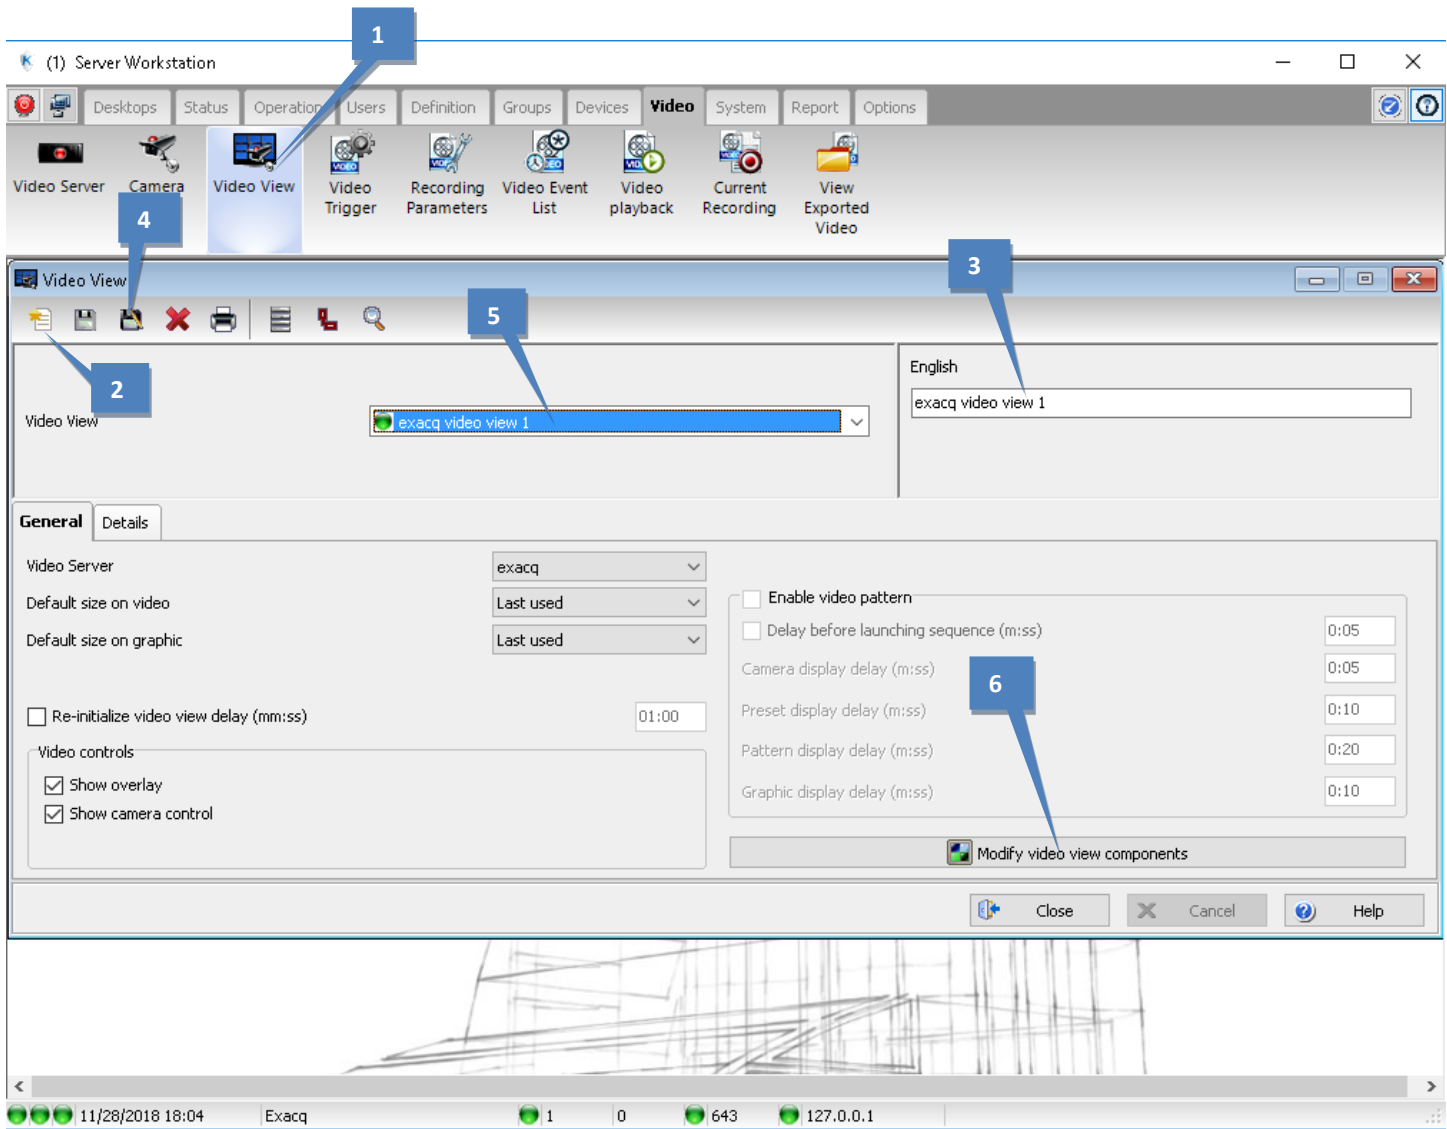 1
(1) Server Workstation
Desktops Status Operation Users Definition Groups Devices Video System Report Options
Video Server Camera Video View Video Trigger Recording Parameters Video Event List Video playback Current Recording View Exported Video
4
3
Video View
5
2
English
exacq video view 1
Video View
exacq video view 1
General Details
Video Server exacq
Default size on video Last used
Default size on graphic Last used
Enable video pattern
Delay before launching sequence (m:ss) 0:05
Camera display delay (m:ss) 0:05
6
Re-initialize video view delay (mm:ss) 01:00
Preset display delay (m:ss) 0:10
Video controls
Pattern display delay (m:ss) 0:20
Show overlay
Graphic display delay (m:ss) 0:10
Show camera control
Modify video view components
Close Cancel Help
11/28/2018 18:04 Exacq 1 0 643 127.0.0.1